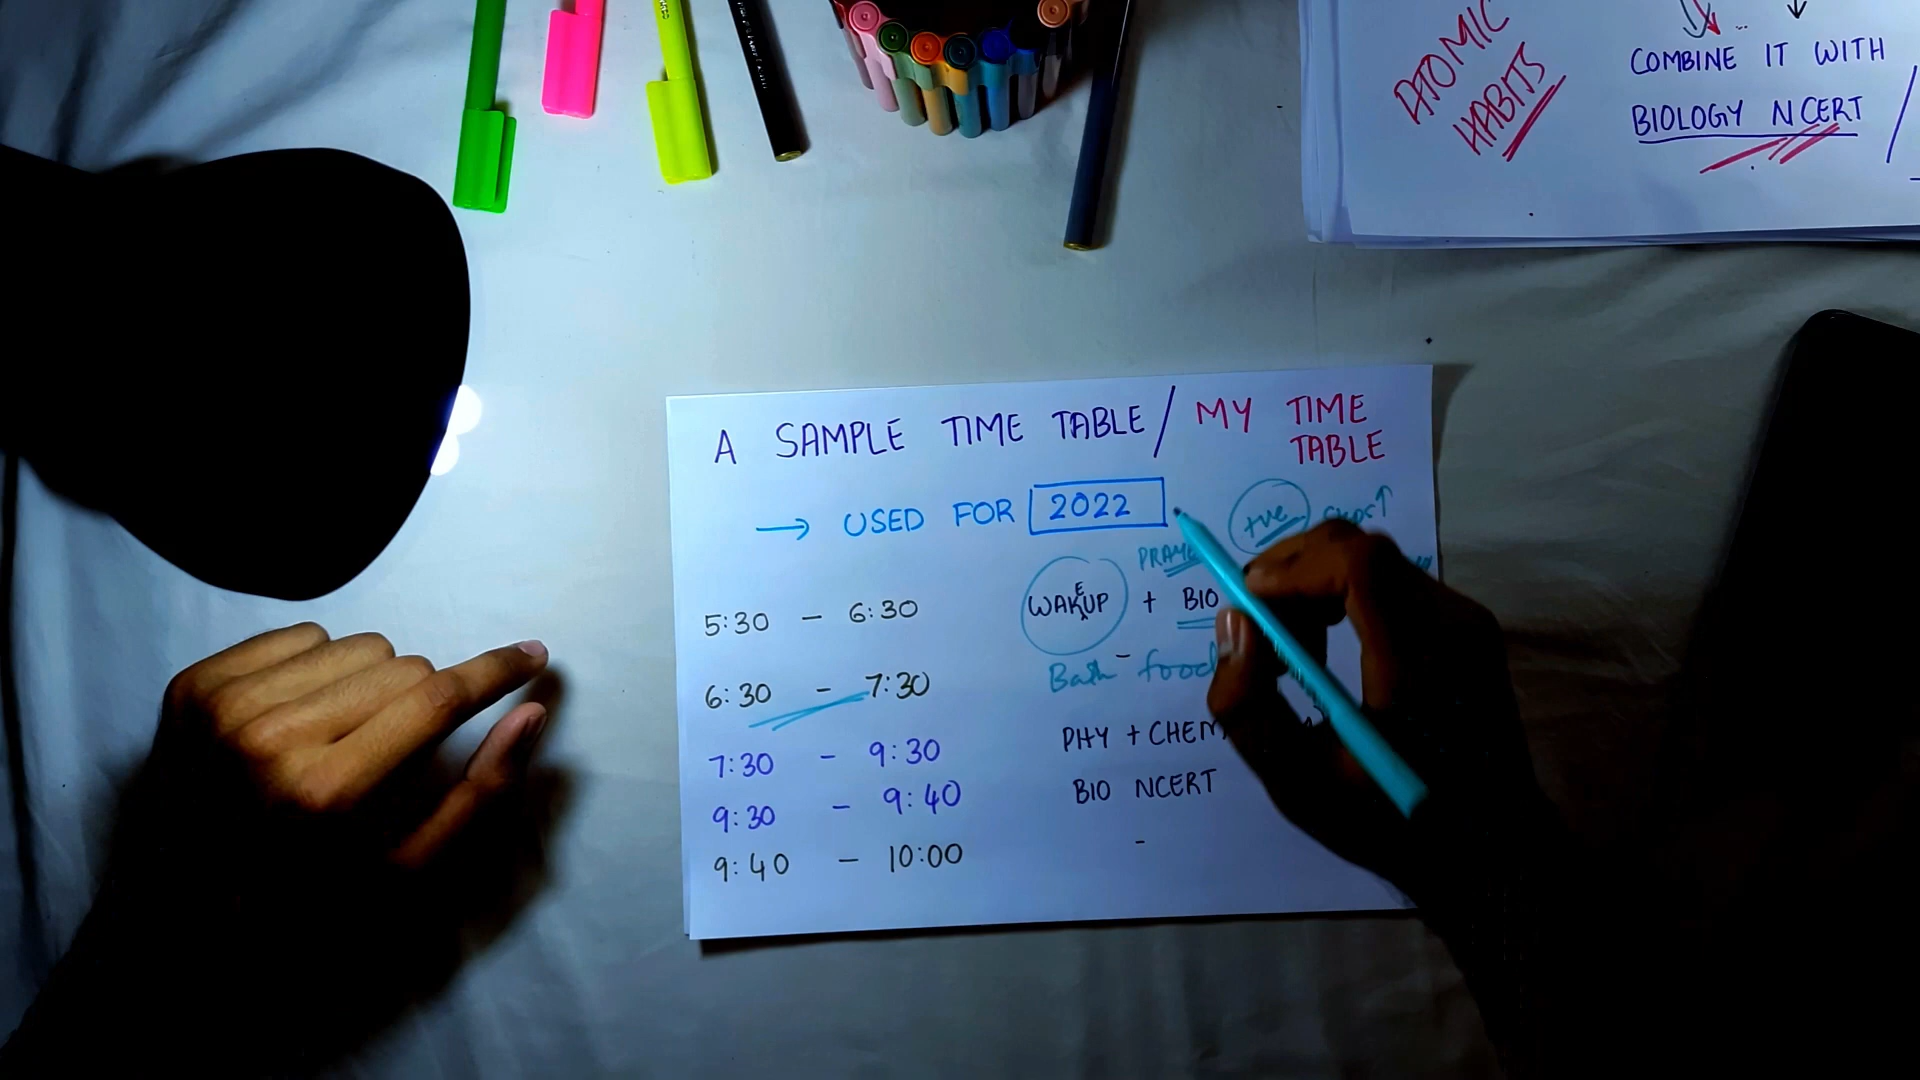 ATOMIC
HABITS
COMBINE IT WITH
BIOLOGY NCERT
A SAMPLE TIME TABLE / MY TIME
TABLE
→ USED FOR 2022
+ve
5:30 - 6:30 WAKEUP + BIO
6:30 - 7:30 Bath - food
7:30 - 9:30 PHY + CHEM
9:30 - 9:40 BIO NCERT
9:40 - 10:00 -